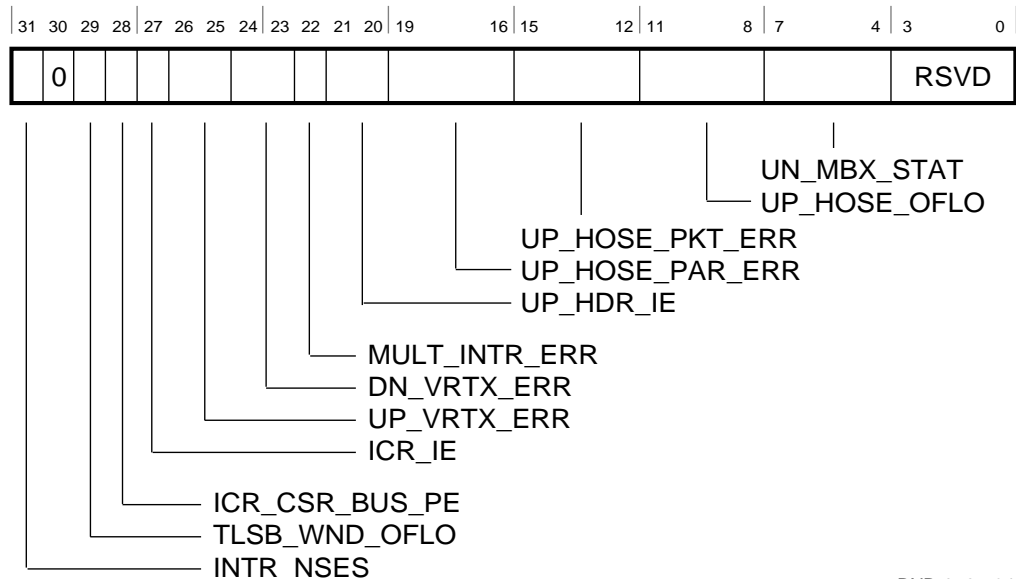 31 30 29 28 27 26 25 24 23 22 21 20 19 16 15 12 11 8 7 4 3 0
0 RSVD
UN_MBX_STAT
UP_HOSE_OFLO
UP_HOSE_PKT_ERR
UP_HOSE_PAR_ERR
UP_HDR_IE
MULT_INTR_ERR
DN_VRTX_ERR
UP_VRTX_ERR
ICR_IE
ICR_CSR_BUS_PE
TLSB_WND_OFLO
INTR_NSES